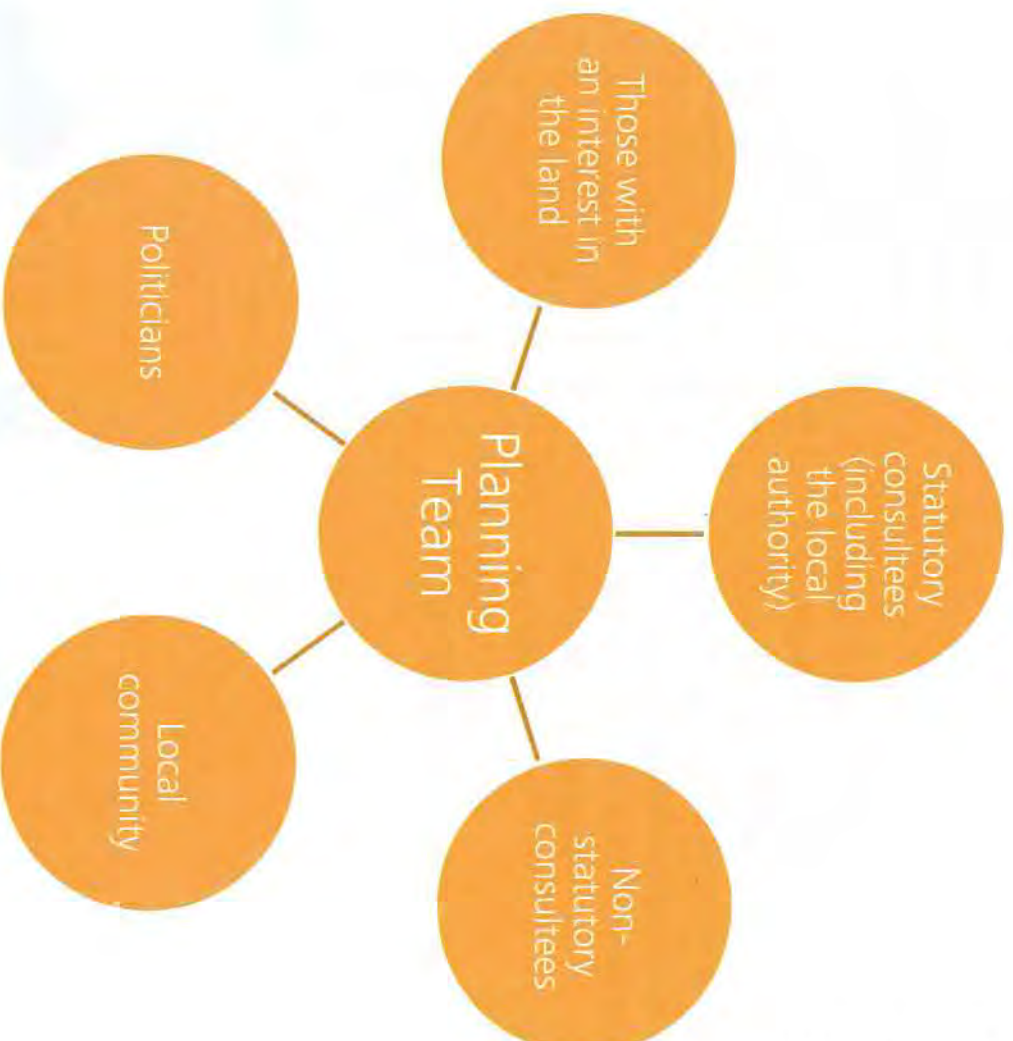 Statutory
consultees
(including
the local
authority)
Those with
an interest in
the land
Non-
statutory
consultees
Planning
Team
Politicians
Local
community